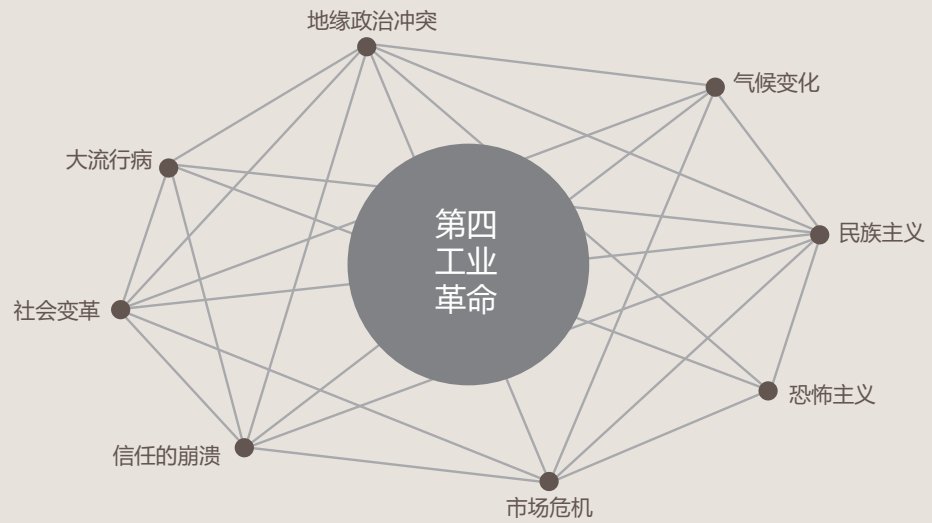 地缘政治冲突
气候变化
大流行病
第四
工业
革命
民族主义
社会变革
恐怖主义
信任的崩溃
市场危机